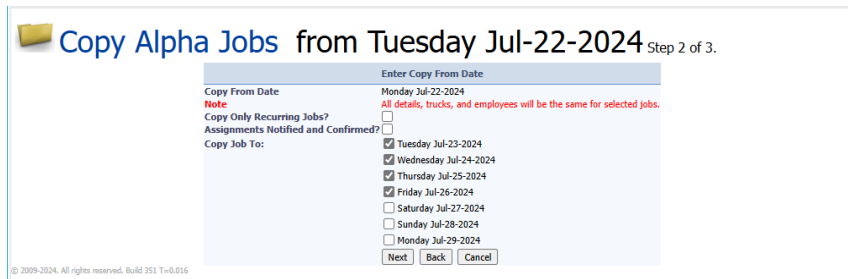 Copy Alpha Jobs from Tuesday Jul-22-2024 Step 2 of 3.
Enter Copy From Date
Copy From Date Monday Jul-22-2024
Note All details, trucks, and employees will be the same for selected jobs.
Copy Only Recurring Jobs?
Assignments Notified and Confirmed?
Copy Job To: Tuesday Jul-23-2024
Wednesday Jul-24-2024
Thursday Jul-25-2024
Friday Jul-26-2024
Saturday Jul-27-2024
Sunday Jul-28-2024
Monday Jul-29-2024
Next Back Cancel
© 2009-2024. All rights reserved. Build 351 T=0.016